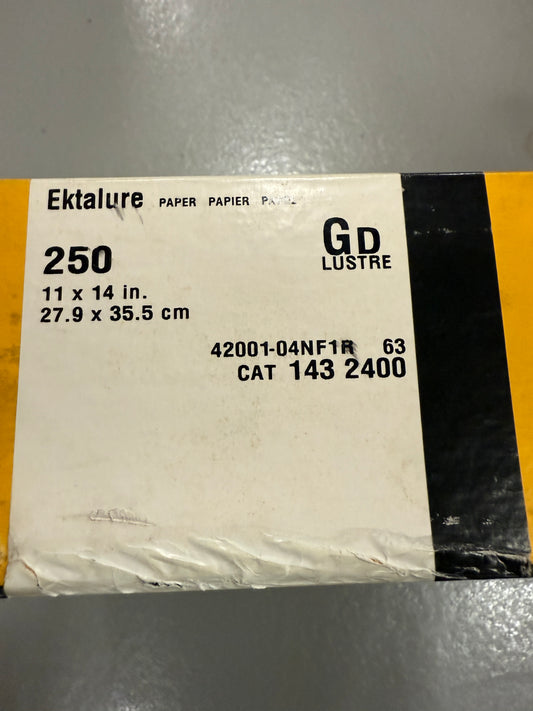 Ektalure PAPER PAPIER
GD
LUSTRE
250
11 x 14 in.
27.9 x 35.5 cm
42001-04NF1R 63
CAT 143 2400